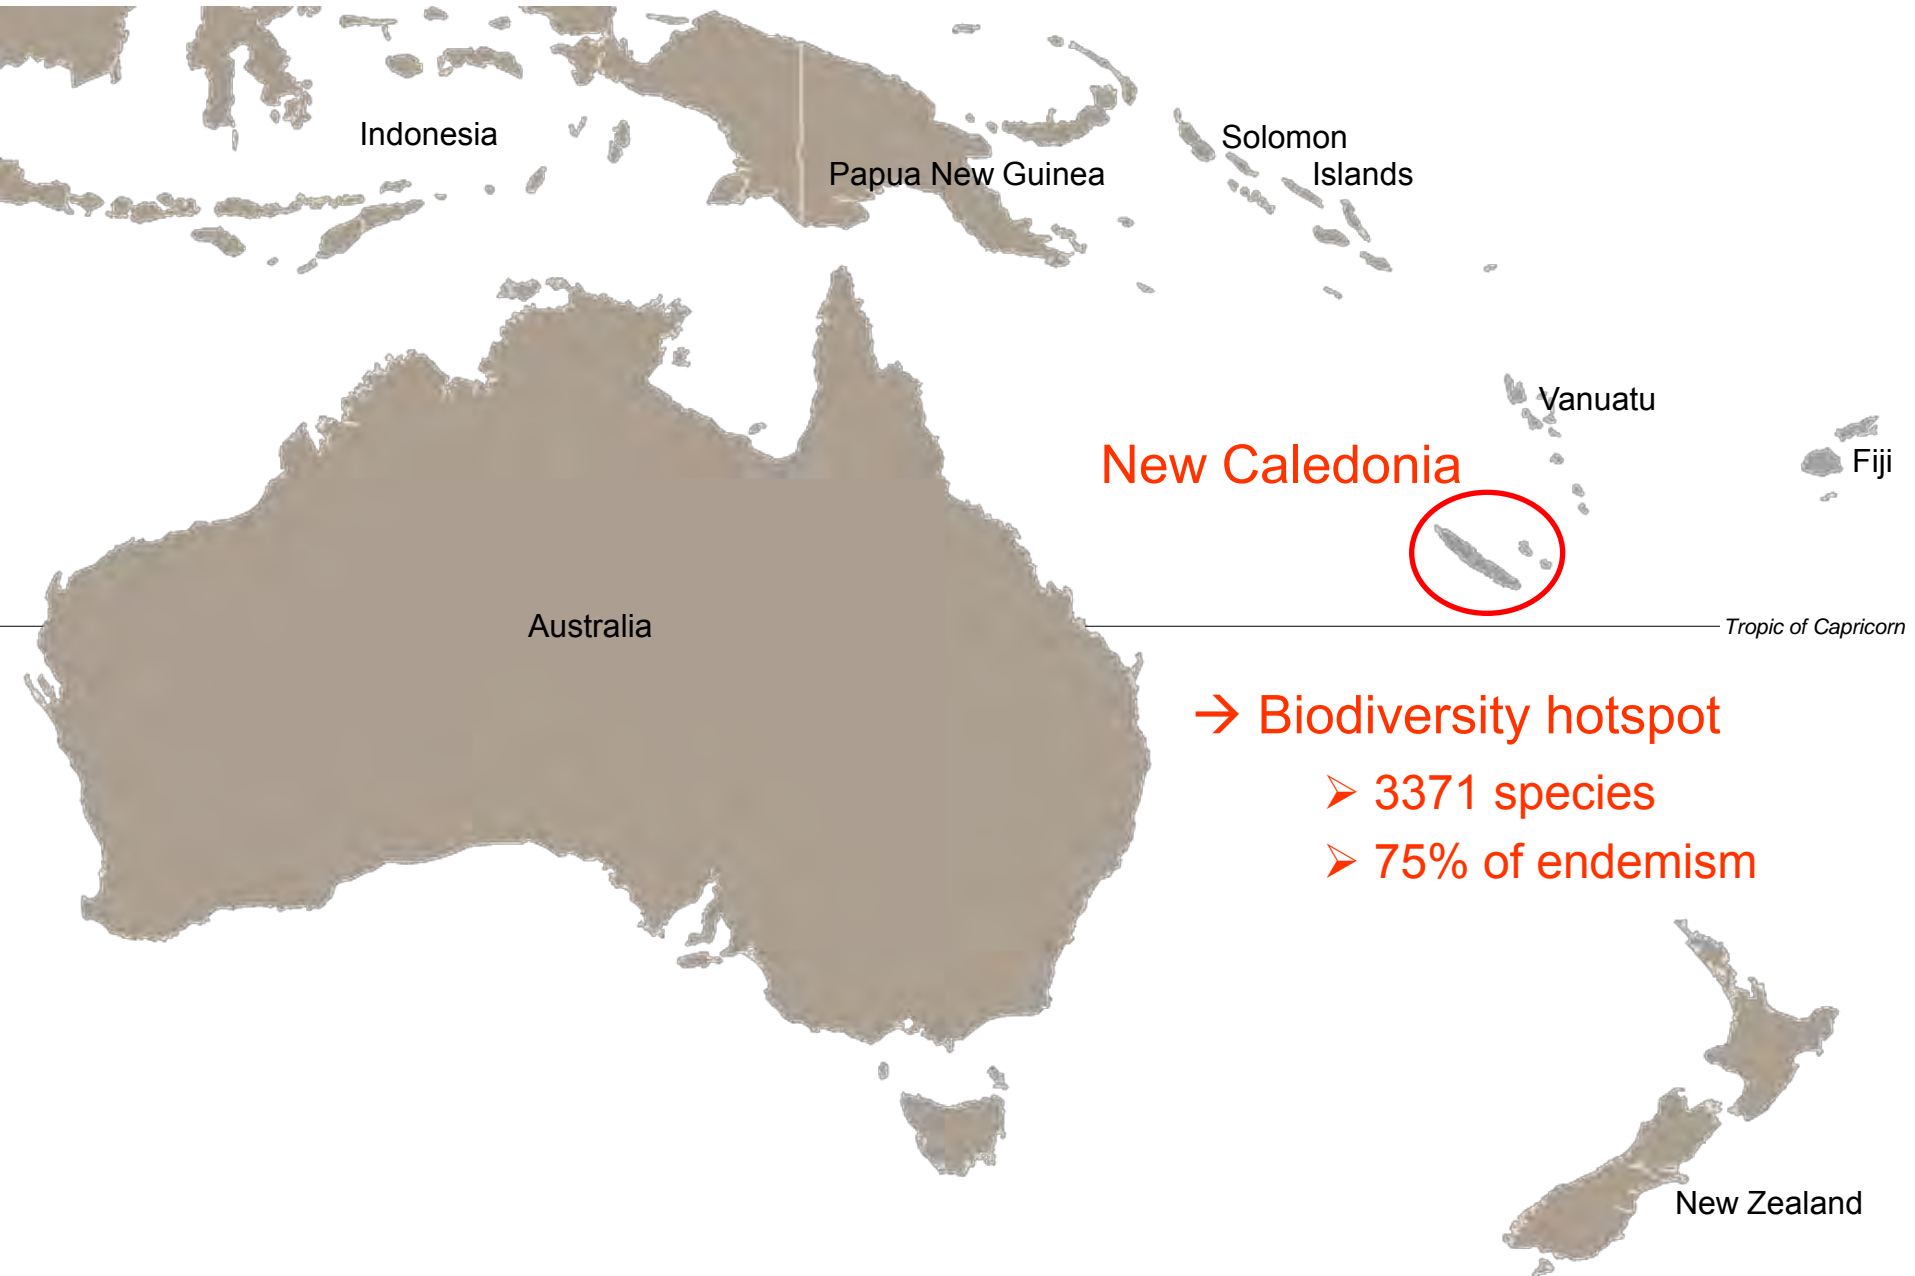 Indonesia
Papua New Guinea
Solomon
Islands
Vanuatu
New Caledonia
Fiji
Australia
Tropic of Capricorn
→ Biodiversity hotspot
➢ 3371 species
➢ 75% of endemism
New Zealand